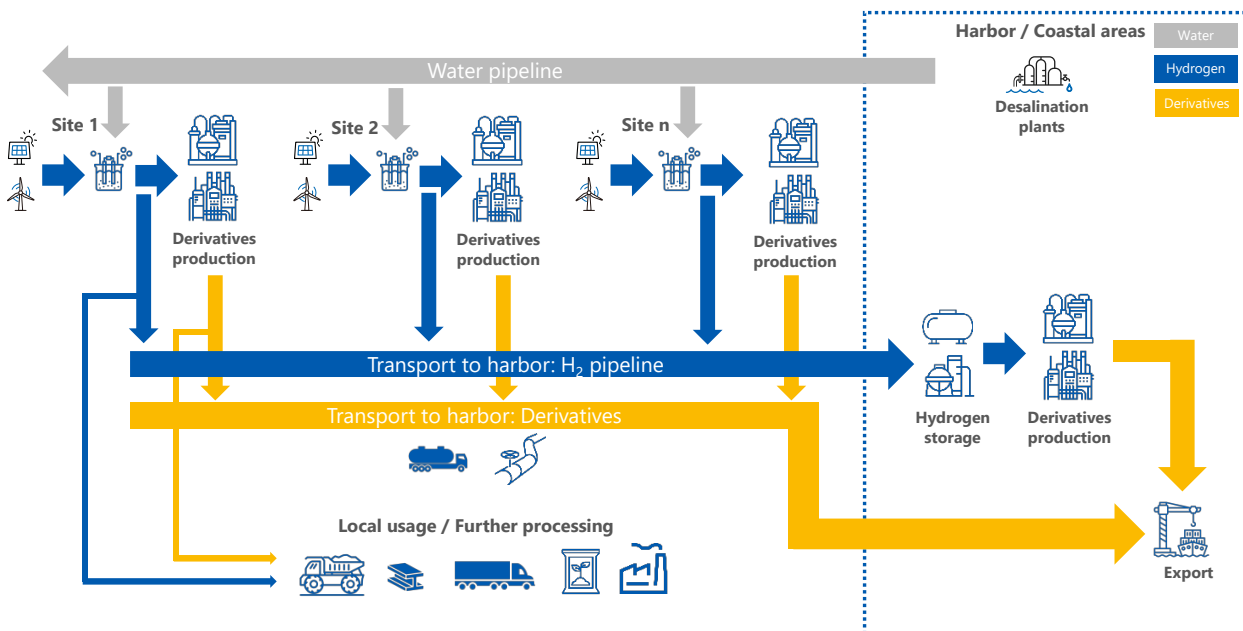 Harbor / Coastal areas
Water
Hydrogen
Derivatives
Water pipeline
Desalination
plants
Site 1
Site 2
Site n
Derivatives
production
Derivatives
production
Derivatives
production
Transport to harbor: H₂ pipeline
Transport to harbor: Derivatives
Hydrogen
storage
Derivatives
production
Local usage / Further processing
Export